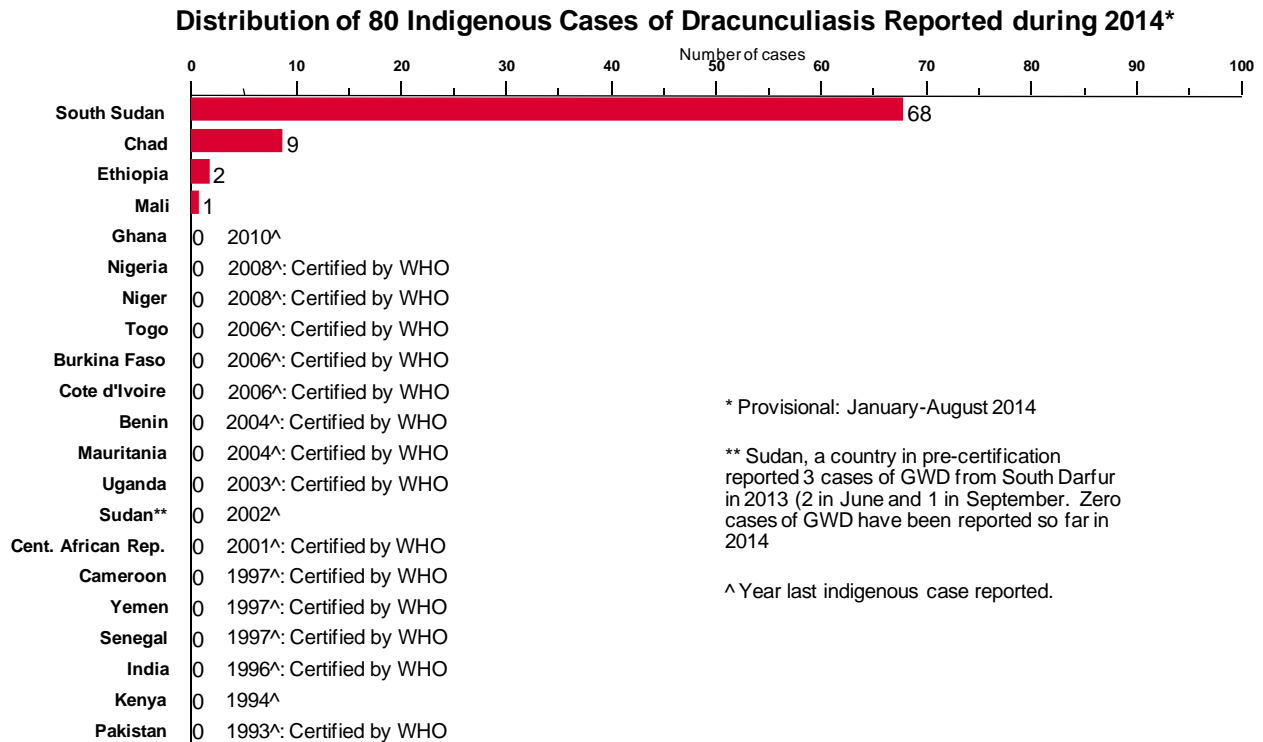 Distribution of 80 Indigenous Cases of Dracunculiasis Reported during 2014*
Number of cases
0 10 20 30 40 50 60 70 80 90 100
South Sudan 68
Chad 9
Ethiopia 2
Mali 1
Ghana 0 2010^
Nigeria 0 2008^: Certified by WHO
Niger 0 2008^: Certified by WHO
Togo 0 2006^: Certified by WHO
Burkina Faso 0 2006^: Certified by WHO
Cote d'Ivoire 0 2006^: Certified by WHO
Benin 0 2004^: Certified by WHO
Mauritania 0 2004^: Certified by WHO
Uganda 0 2003^: Certified by WHO
Sudan** 0 2002^
Cent. African Rep. 0 2001^: Certified by WHO
Cameroon 0 1997^: Certified by WHO
Yemen 0 1997^: Certified by WHO
Senegal 0 1997^: Certified by WHO
India 0 1996^: Certified by WHO
Kenya 0 1994^
Pakistan 0 1993^: Certified by WHO
* Provisional: January-August 2014
** Sudan, a country in pre-certification
reported 3 cases of GWD from South Darfur
in 2013 (2 in June and 1 in September. Zero
cases of GWD have been reported so far in
2014
^ Year last indigenous case reported.